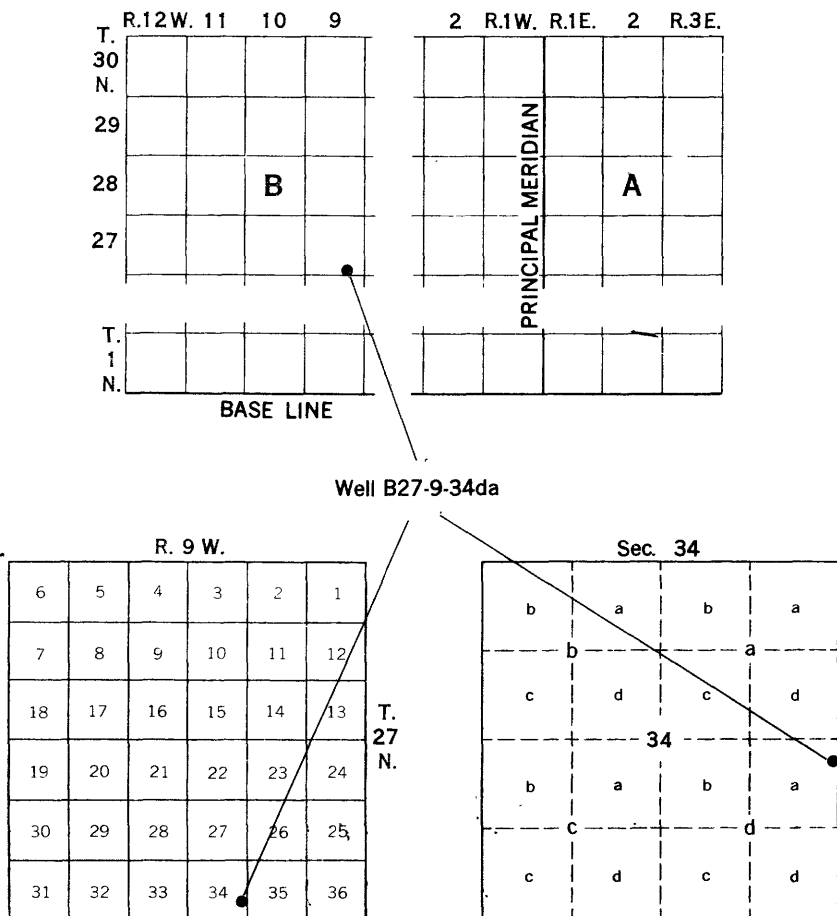 R.12W. 11 10 9 2 R.1W. R.1E. 2 R.3E.
T.
30
N.
29
28
27
B
A
PRINCIPAL MERIDIAN
T.
1
N.
BASE LINE
Well B27-9-34da
R. 9 W.
6 5 4 3 2 1
7 8 9 10 11 12
18 17 16 15 14 13
19 20 21 22 23 24
30 29 28 27 26 25
31 32 33 34 35 36
T.
27
N.
Sec. 34
b a b a
b a
c d c d
34
b a b a
c d
c d c d